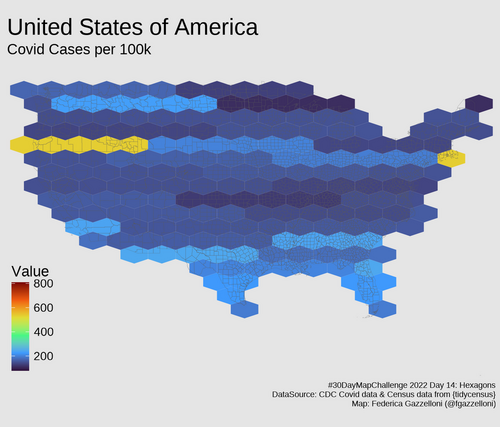 United States of America
Covid Cases per 100k
Value
800
600
400
200
#30DayMapChallenge 2022 Day 14: Hexagons
DataSource: CDC Covid data & Census data from {tidycensus}
Map: Federica Gazzelloni (@fgazzelloni)